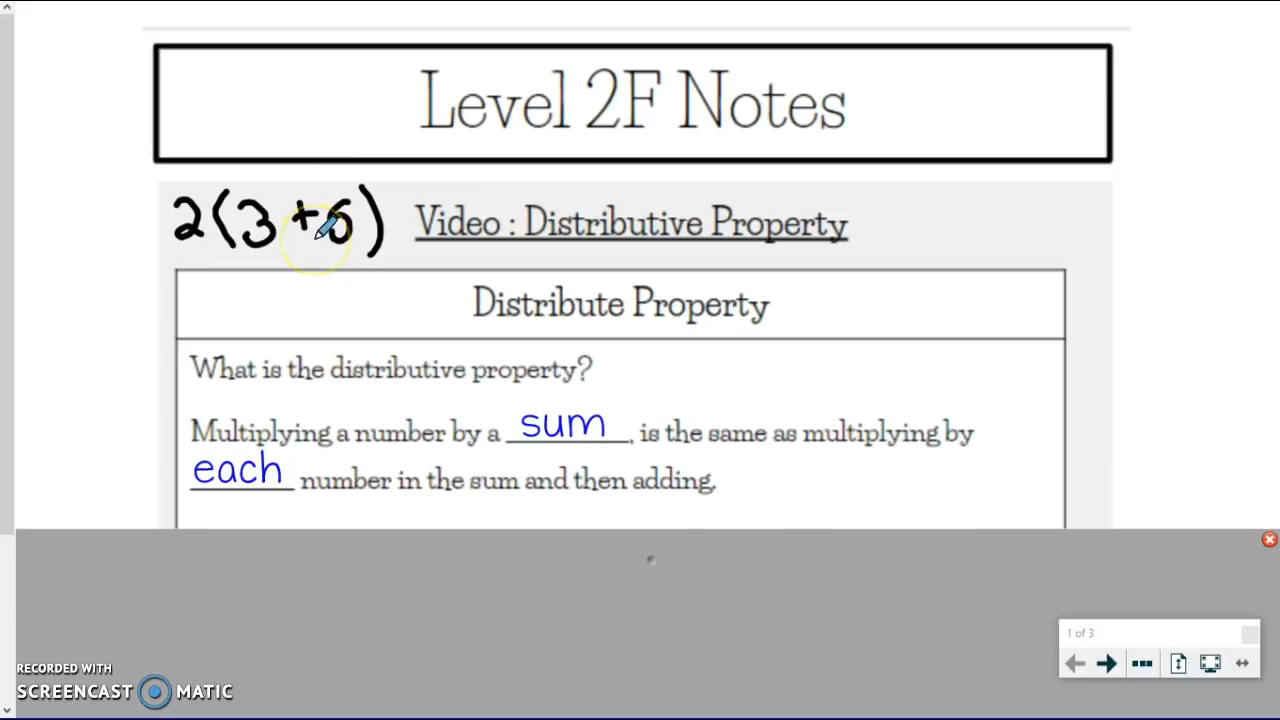 Level 2F Notes
2(3+6) Video : Distributive Property
Distribute Property
What is the distributive property?
Multiplying a number by a sum, is the same as multiplying by
each number in the sum and then adding.
1 of 3
RECORDED WITH
SCREENCAST MATIC